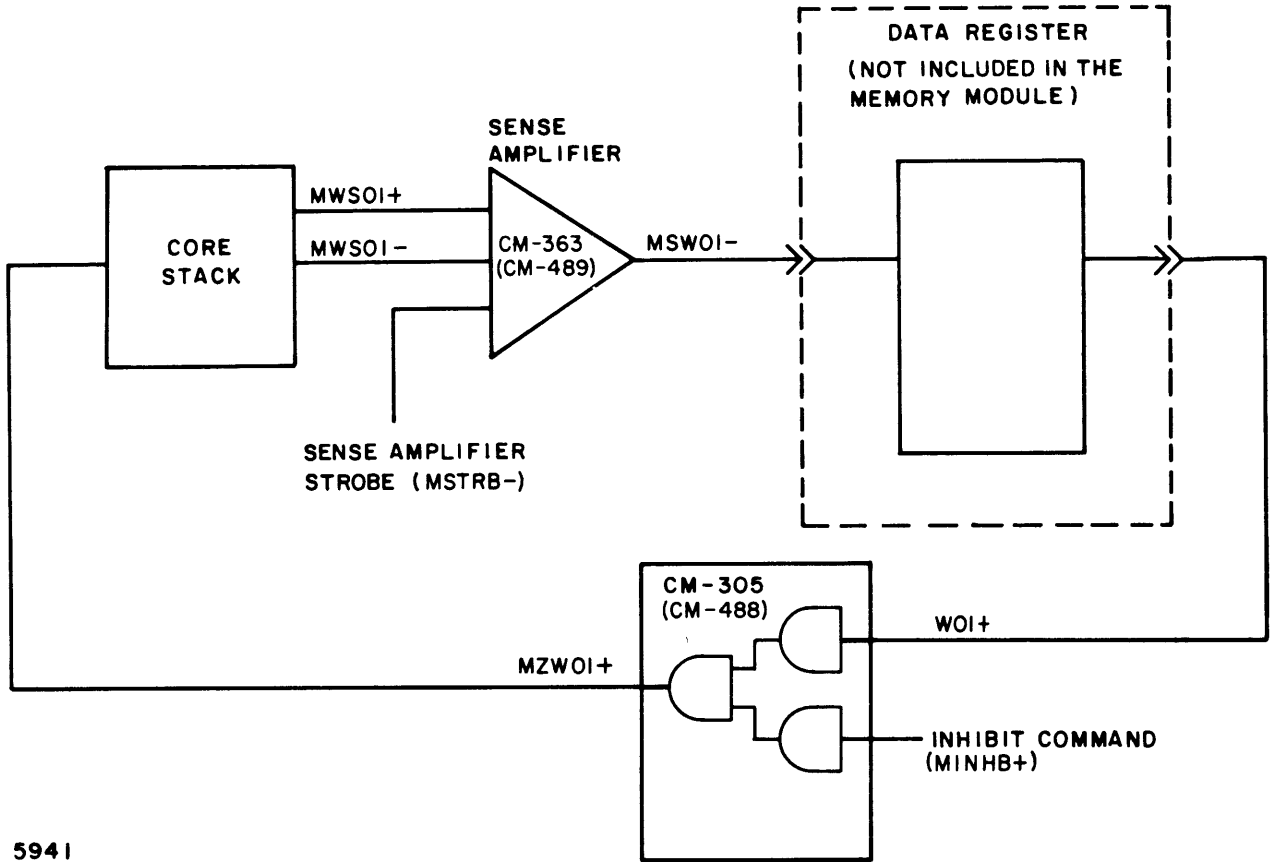 DATA REGISTER
(NOT INCLUDED IN THE
MEMORY MODULE)
SENSE
AMPLIFIER
CORE
STACK
MWS01+
MWS01-
CM-363
(CM-489)
MSW01-
SENSE AMPLIFIER
STROBE (MSTRB-)
CM-305
(CM-488)
W01+
MZW01+
INHIBIT COMMAND
(MINHB+)
5941